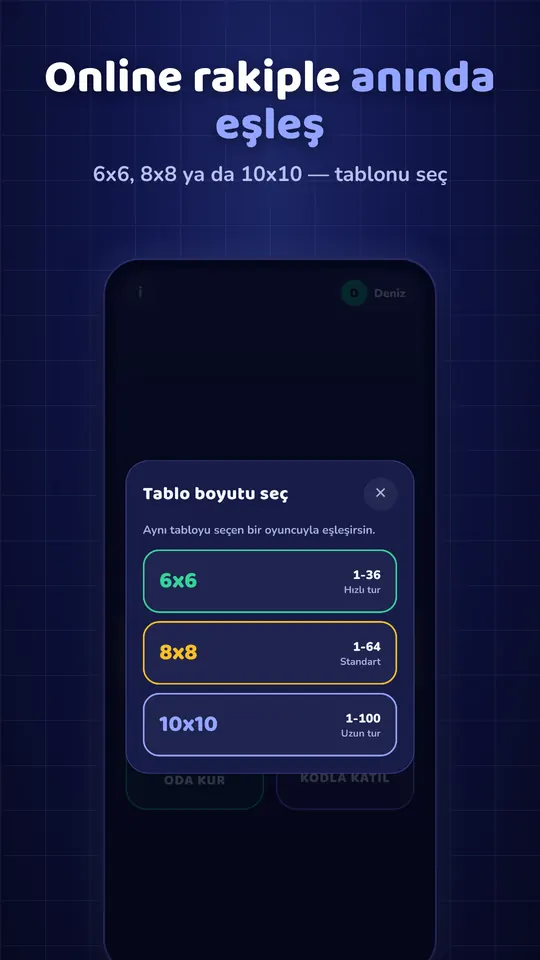 Online rakiple anında
eşleş
6x6, 8x8 ya da 10x10 — tablonu seç
i
D Deniz
Tablo boyutu seç
×
Aynı tabloyu seçen bir oyuncuyla eşleşirsin.
6x6
1-36
Hızlı tur
8x8
1-64
Standart
10x10
1-100
Uzun tur
ODA KUR
KODLA KATIL